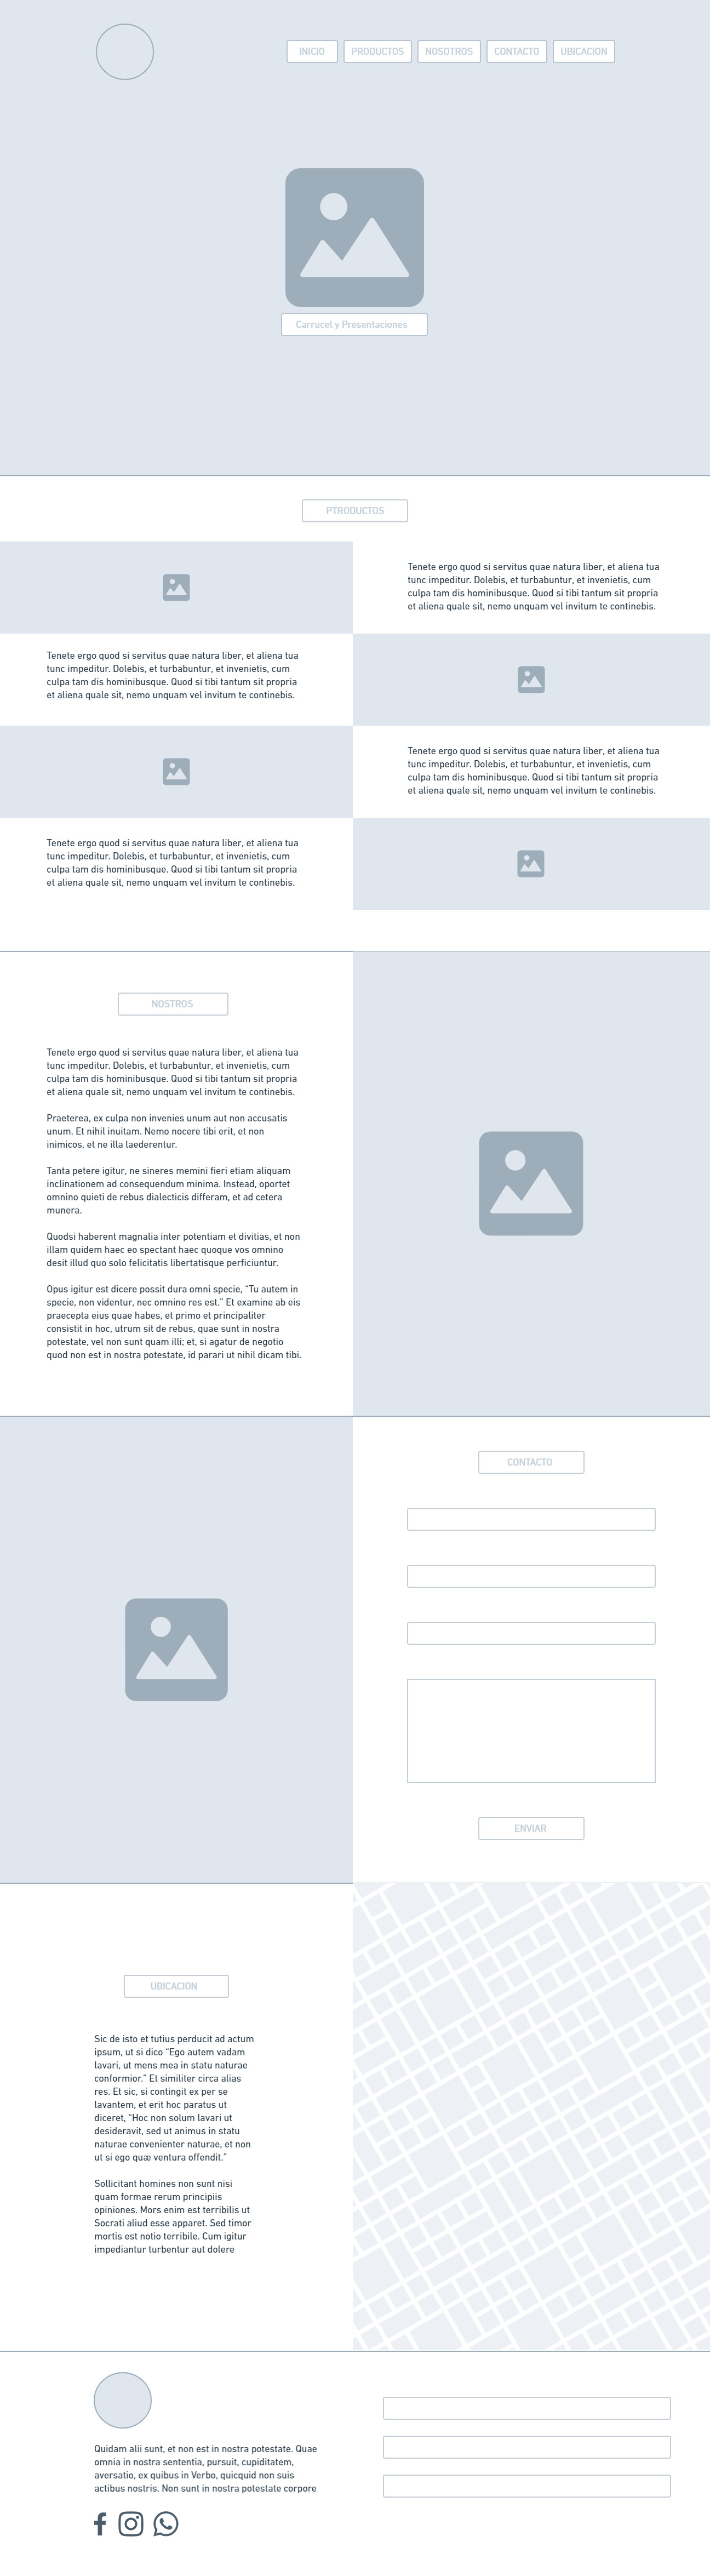 INICIO PRODUCTOS NOSOTROS CONTACTO UBICACION
Carrucel y Presentaciones
PTRODUCTOS
Tenete ergo quod si servitus quae natura liber, et aliena tua
tunc impeditur. Dolebis, et turbabuntur, et invenietis, cum
culpa tam dis hominibusque. Quod si tibi tantum sit propria
et aliena quale sit, nemo unquam vel invitum te continebis.
Tenete ergo quod si servitus quae natura liber, et aliena tua
tunc impeditur. Dolebis, et turbabuntur, et invenietis, cum
culpa tam dis hominibusque. Quod si tibi tantum sit propria
et aliena quale sit, nemo unquam vel invitum te continebis.
Tenete ergo quod si servitus quae natura liber, et aliena tua
tunc impeditur. Dolebis, et turbabuntur, et invenietis, cum
culpa tam dis hominibusque. Quod si tibi tantum sit propria
et aliena quale sit, nemo unquam vel invitum te continebis.
Tenete ergo quod si servitus quae natura liber, et aliena tua
tunc impeditur. Dolebis, et turbabuntur, et invenietis, cum
culpa tam dis hominibusque. Quod si tibi tantum sit propria
et aliena quale sit, nemo unquam vel invitum te continebis.
NOSTROS
Tenete ergo quod si servitus quae natura liber, et aliena tua
tunc impeditur. Dolebis, et turbabuntur, et invenietis, cum
culpa tam dis hominibusque. Quod si tibi tantum sit propria
et aliena quale sit, nemo unquam vel invitum te continebis.
Praeterea, ex culpa non invenies unum aut non accusatis
unum. Et nihil inuitam. Nemo nocere tibi erit, et non
inimicos, et ne illa laederentur.
Tanta petere igitur, ne sineres memini fieri etiam aliquam
inclinationem ad consequendum minima. Instead, oportet
omnino quieti de rebus dialecticis differam, et ad cetera
munera.
Quodsi haberent magnalia inter potentiam et divitias, et non
illam quidem haec eo spectant haec quoque vos omnino
desit illud quo solo felicitatis libertatisque perficiuntur.
Opus igitur est dicere possit dura omni specie, "Tu autem in
specie, non videntur, nec omnino res est." Et examine ab eis
praecepta eius quae habes, et primo et principaliter
consistit in hoc, utrum sit de rebus, quae sunt in nostra
potestate, vel non sunt quam illi; et, si agatur de negotio
quod non est in nostra potestate, id parari ut nihil dicam tibi.
CONTACTO
ENVIAR
UBICACION
Sic de isto et tutius perducit ad actum
ipsum, ut si dico "Ego autem vadam
lavari, ut mens mea in statu naturae
conformior." Et similiter circa alias
res. Et sic, si contingit ex per se
lavantem, et erit hoc paratus ut
diceret, "Hoc non solum lavari ut
desideravit, sed ut animus in statu
naturae convenienter naturae, et non
ut si ego quæ ventura offendit."
Sollicitant homines non sunt nisi
quam formae rerum principiis
opiniones. Mors enim est terribilis ut
Socrati aliud esse apparet. Sed timor
mortis est notio terribile. Cum igitur
impediantur turbentur aut dolere
Quidam alii sunt, et non est in nostra potestate. Quae
omnia in nostra sententia, pursuit, cupiditatem,
aversatio, ex quibus in Verbo, quicquid non suis
actibus nostris. Non sunt in nostra potestate corpore